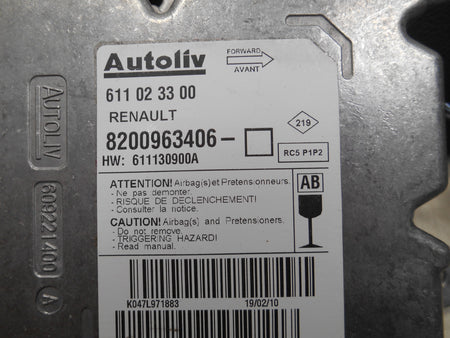 Autoliv
FORWARD
AVANT
611 02 33 00
RENAULT
219
8200963406-
RC5 P1P2
HW: 611130900A
ATTENTION! Airbag(s)et Pretensionneurs.
- Ne pas demonter.
- RISQUE DE DECLENCHEMENT!
- Consulter la notice.
AB
CAUTION! Airbag(s) and Pretensioners.
- Do not remove.
- TRIGGERING HAZARD!
- Read manual.
K047L971883
19/02/10
AUTOLIV
609221400
A